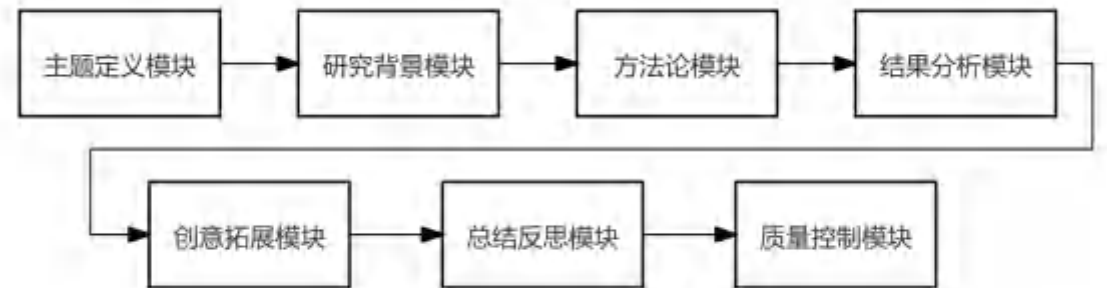 主题定义模块
研究背景模块
方法论模块
结果分析模块
创意拓展模块
总结反思模块
质量控制模块